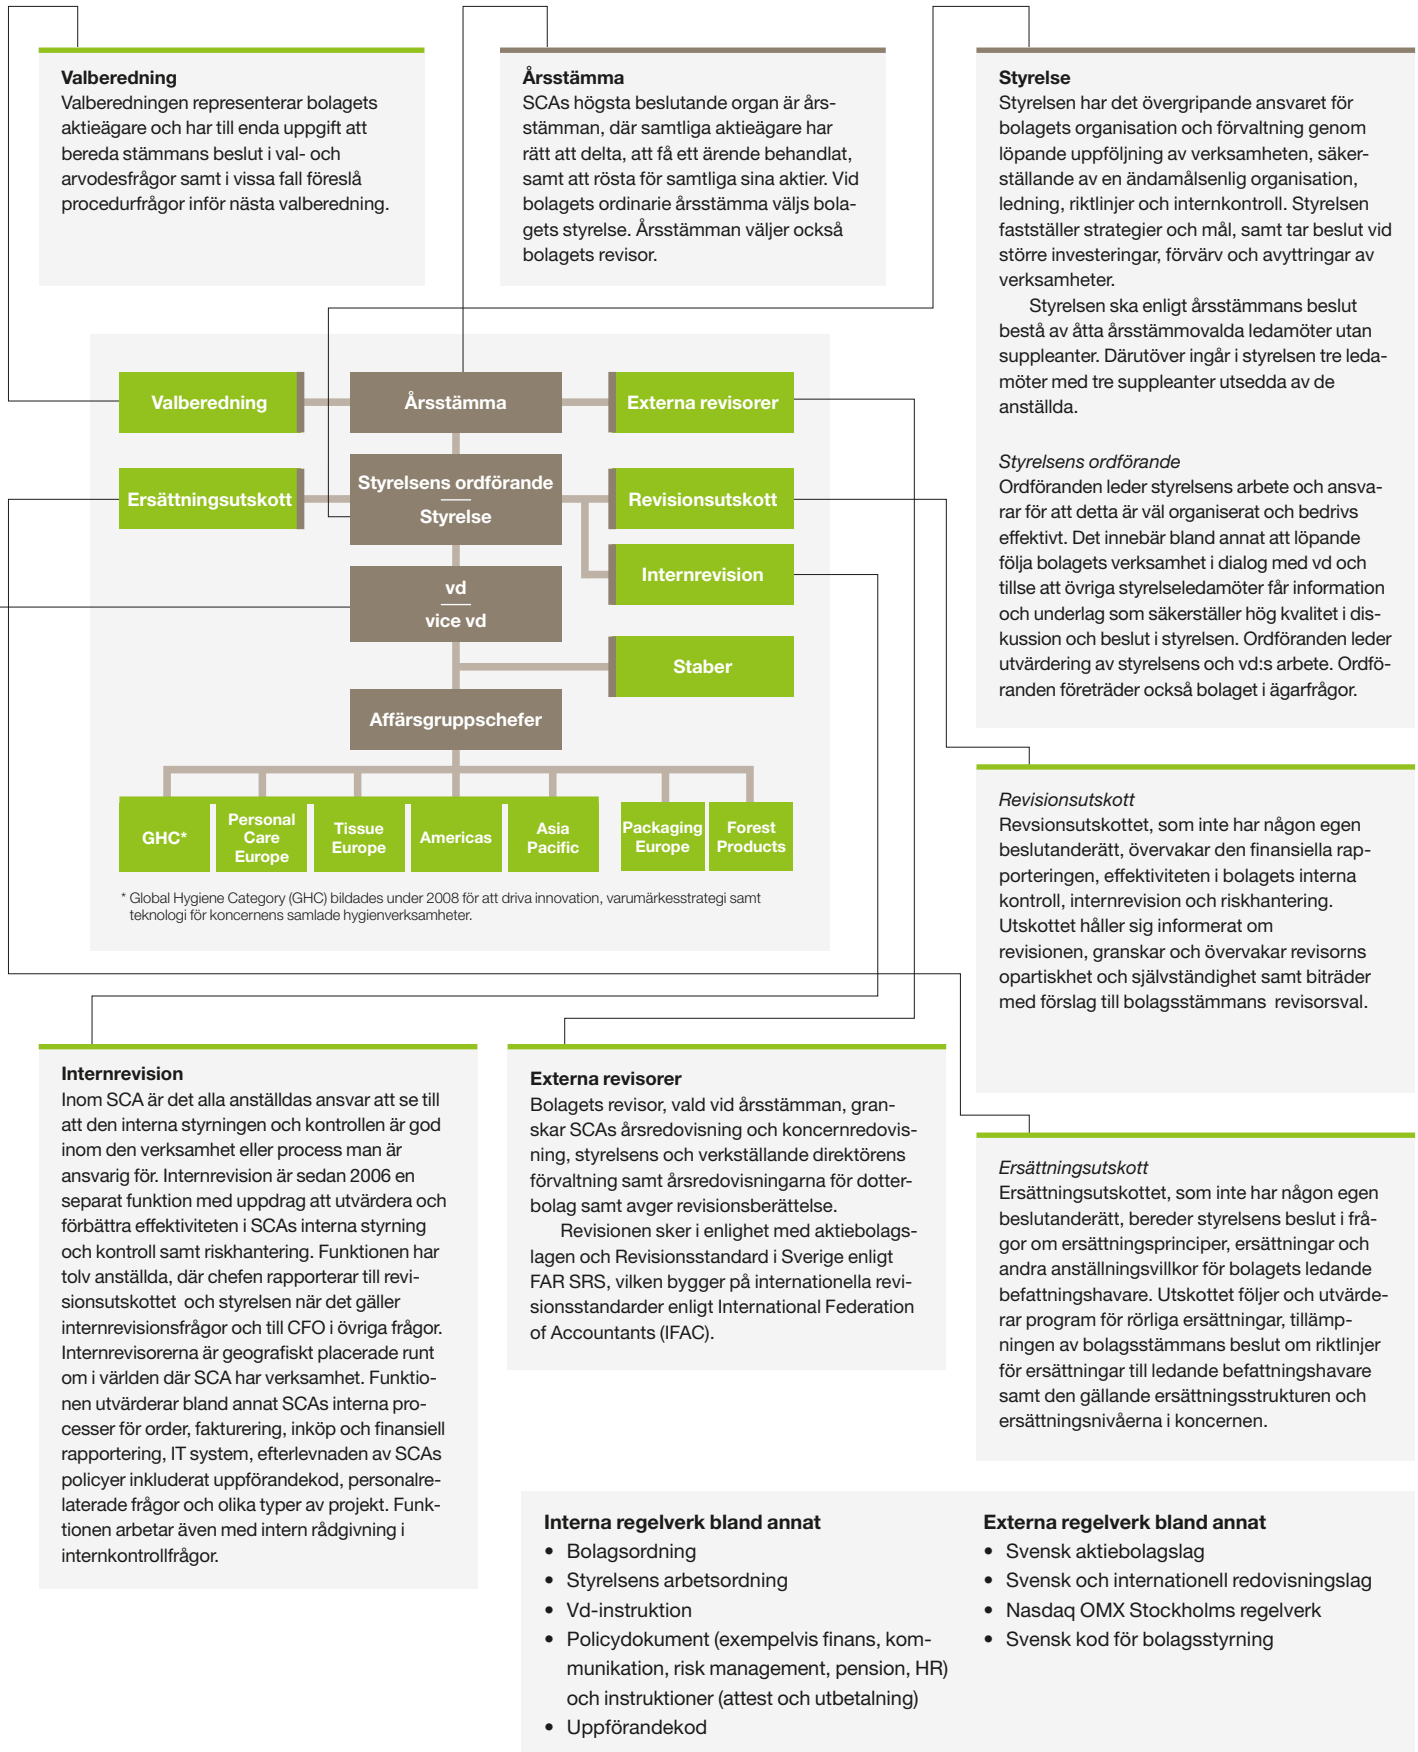 Valberedning
Valberedningen representerar bolagets
aktieägare och har till enda uppgift att
bereda stämmans beslut i val- och
arvodesfrågor samt i vissa fall föreslå
procedurfrågor inför nästa valberedning.
Årsstämma
SCAs högsta beslutande organ är års-
stämman, där samtliga aktieägare har
rätt att delta, att få ett ärende behandlat,
samt att rösta för samtliga sina aktier. Vid
bolagets ordinarie årsstämma väljs bola-
gets styrelse. Årsstämman väljer också
bolagets revisor.
Styrelse
Styrelsen har det övergripande ansvaret för
bolagets organisation och förvaltning genom
löpande uppföljning av verksamheten, säker-
ställande av en ändamålsenlig organisation,
ledning, riktlinjer och internkontroll. Styrelsen
fastställer strategier och mål, samt tar beslut vid
större investeringar, förvärv och avyttringar av
verksamheter.
Styrelsen ska enligt årsstämmans beslut
bestå av åtta årsstämmovalda ledamöter utan
suppleanter. Därutöver ingår i styrelsen tre leda-
möter med tre suppleanter utsedda av de
anställda.
Styrelsens ordförande
Ordföranden leder styrelsens arbete och ansva-
rar för att detta är väl organiserat och bedrivs
effektivt. Det innebär bland annat att löpande
följa bolagets verksamhet i dialog med vd och
tillse att övriga styrelseledamöter får information
och underlag som säkerställer hög kvalitet i dis-
kussion och beslut i styrelsen. Ordföranden leder
utvärdering av styrelsens och vd:s arbete. Ordfö-
randen företräder också bolaget i ägarfrågor.
Valberedning
Årsstämma
Externa revisorer
Ersättningsutskott
Styrelsens ordförande
Styrelse
Revisionsutskott
Internrevision
vd
vice vd
Staber
Affärsgruppschefer
GHC*
Personal
Care
Europe
Tissue
Europe
Americas
Asia
Pacific
Packaging
Europe
Forest
Products
* Global Hygiene Category (GHC) bildades under 2008 för att driva innovation, varumärkesstrategi samt
teknologi för koncernens samlade hygienverksamheter.
Revisionsutskott
Revsionsutskottet, som inte har någon egen
beslutanderätt, övervakar den finansiella rap-
porteringen, effektiviteten i bolagets interna
kontroll, internrevision och riskhantering.
Utskottet håller sig informerat om
revisionen, granskar och övervakar revisorns
opartiskhet och självständighet samt biträder
med förslag till bolagsstämmans revisorsval.
Internrevision
Inom SCA är det alla anställdas ansvar att se till
att den interna styrningen och kontrollen är god
inom den verksamhet eller process man är
ansvarig för. Internrevision är sedan 2006 en
separat funktion med uppdrag att utvärdera och
förbättra effektiviteten i SCAs interna styrning
och kontroll samt riskhantering. Funktionen har
tolv anställda, där chefen rapporterar till revi-
sionsutskottet och styrelsen när det gäller
internrevisionsfrågor och till CFO i övriga frågor.
Internrevisorerna är geografiskt placerade runt
om i världen där SCA har verksamhet. Funktio-
nen utvärderar bland annat SCAs interna pro-
cesser för order, fakturering, inköp och finansiell
rapportering, IT system, efterlevnaden av SCAs
policyer inkluderat uppförandekod, personalre-
laterade frågor och olika typer av projekt. Funk-
tionen arbetar även med intern rådgivning i
internkontrollfrågor.
Externa revisorer
Bolagets revisor, vald vid årsstämman, gran-
skar SCAs årsredovisning och koncernredovis-
ning, styrelsens och verkställande direktörens
förvaltning samt årsredovisningarna för dotter-
bolag samt avger revisionsberättelse.
Revisionen sker i enlighet med aktiebolags-
lagen och Revisionsstandard i Sverige enligt
FAR SRS, vilken bygger på internationella revi-
sionsstandarder enligt International Federation
of Accountants (IFAC).
Ersättningsutskott
Ersättningsutskottet, som inte har någon egen
beslutanderätt, bereder styrelsens beslut i frå-
gor om ersättningsprinciper, ersättningar och
andra anställningsvillkor för bolagets ledande
befattningshavare. Utskottet följer och utvärde-
rar program för rörliga ersättningar, tillämp-
ningen av bolagsstämmans beslut om riktlinjer
för ersättningar till ledande befattningshavare
samt den gällande ersättningsstrukturen och
ersättningsnivåerna i koncernen.
Interna regelverk bland annat
• Bolagsordning
• Styrelsens arbetsordning
• Vd-instruktion
• Policydokument (exempelvis finans, kom-
munikation, risk management, pension, HR)
och instruktioner (attest och utbetalning)
• Uppförandekod
Externa regelverk bland annat
• Svensk aktiebolagslag
• Svensk och internationell redovisningslag
• Nasdaq OMX Stockholms regelverk
• Svensk kod för bolagsstyrning